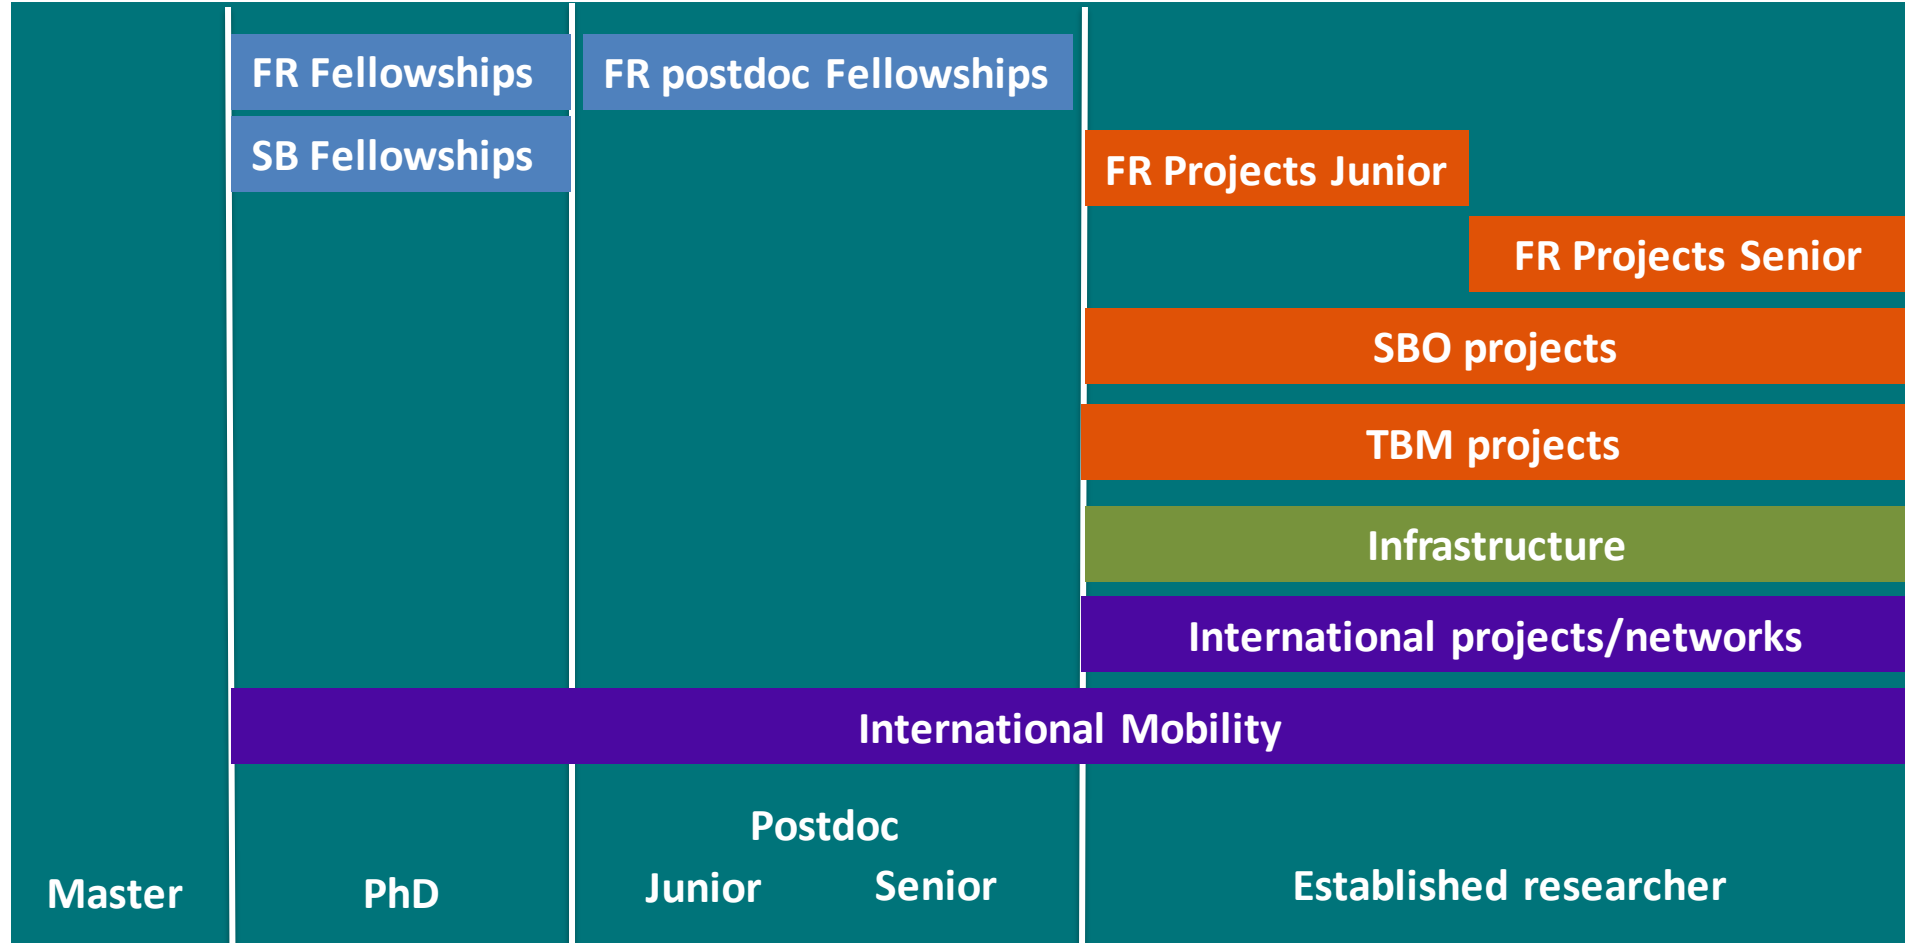 FR Fellowships
FR postdoc Fellowships
SB Fellowships
FR Projects Junior
FR Projects Senior
SBO projects
TBM projects
Infrastructure
International projects/networks
International Mobility
Postdoc
Master
PhD
Junior
Senior
Established researcher